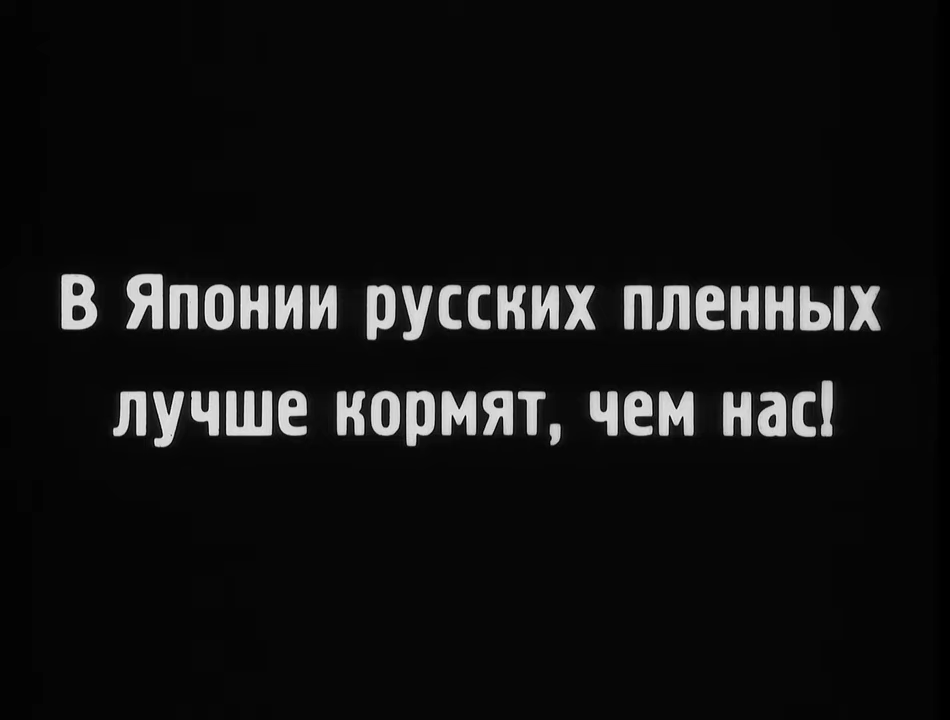 В Японии русских пленных
лучше кормят, чем нас!